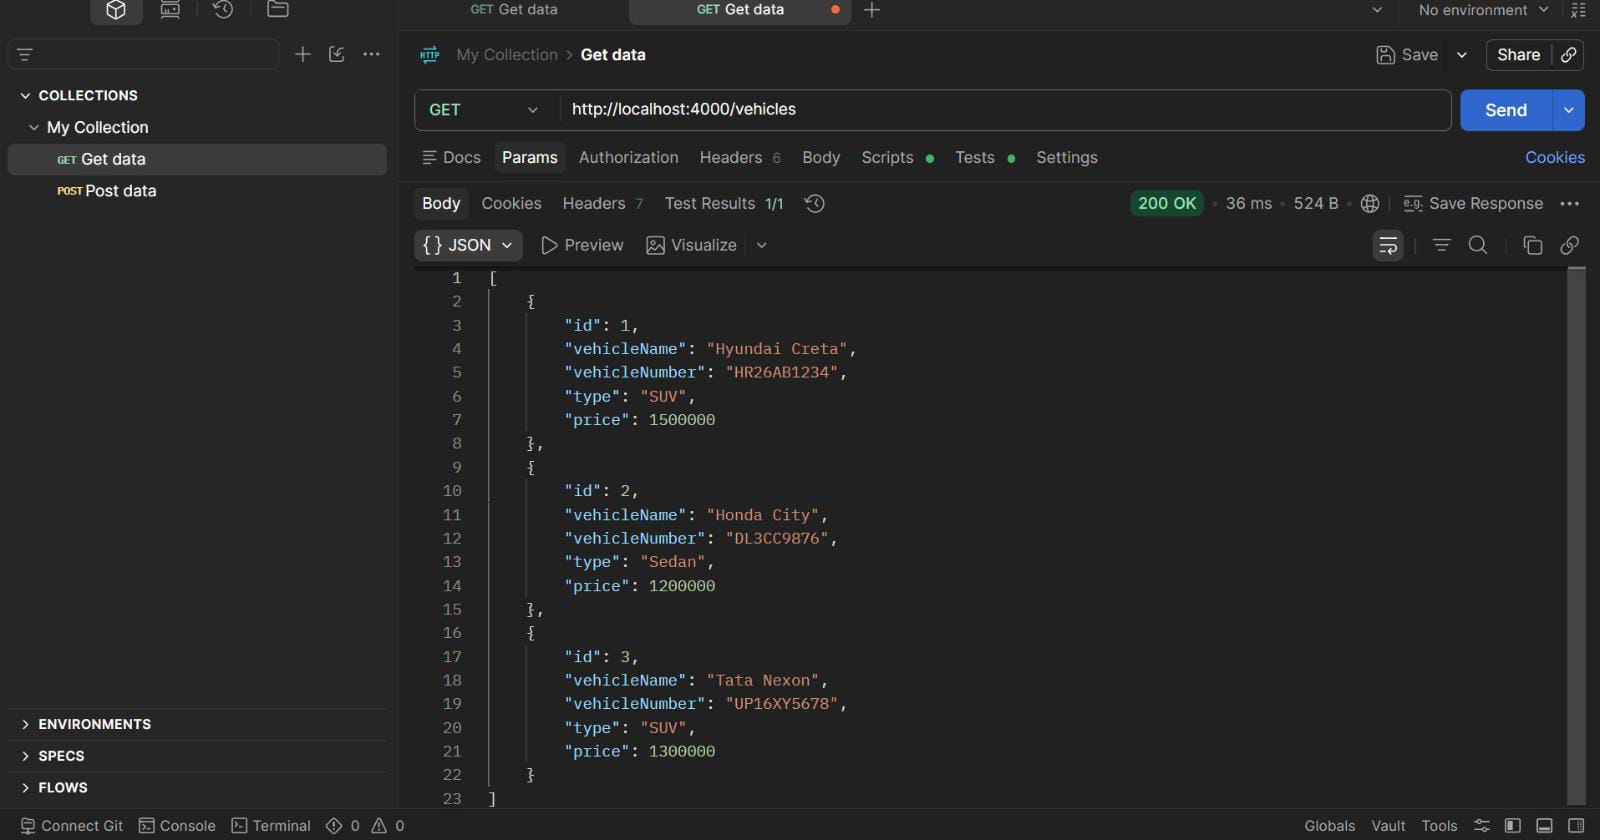 GET Get data
GET Get data
No environment
HTTP My Collection > Get data
Save
Share
COLLECTIONS
My Collection
GET Get data
POST Post data
GET http://localhost:4000/vehicles
Send
Docs Params Authorization Headers 6 Body Scripts Tests Settings
Cookies
Body Cookies Headers 7 Test Results 1/1
200 OK • 36 ms • 524 B • e.g. Save Response
{ } JSON Preview Visualize
1 [
2 {
3 "id": 1,
4 "vehicleName": "Hyundai Creta",
5 "vehicleNumber": "HR26AB1234",
6 "type": "SUV",
7 "price": 1500000
8 },
9 {
10 "id": 2,
11 "vehicleName": "Honda City",
12 "vehicleNumber": "DL3CC9876",
13 "type": "Sedan",
14 "price": 1200000
15 },
16 {
17 "id": 3,
18 "vehicleName": "Tata Nexon",
19 "vehicleNumber": "UP16XY5678",
20 "type": "SUV",
21 "price": 1300000
22 }
23 ]
ENVIRONMENTS
SPECS
FLOWS
Connect Git Console Terminal 0 0
Globals Vault Tools